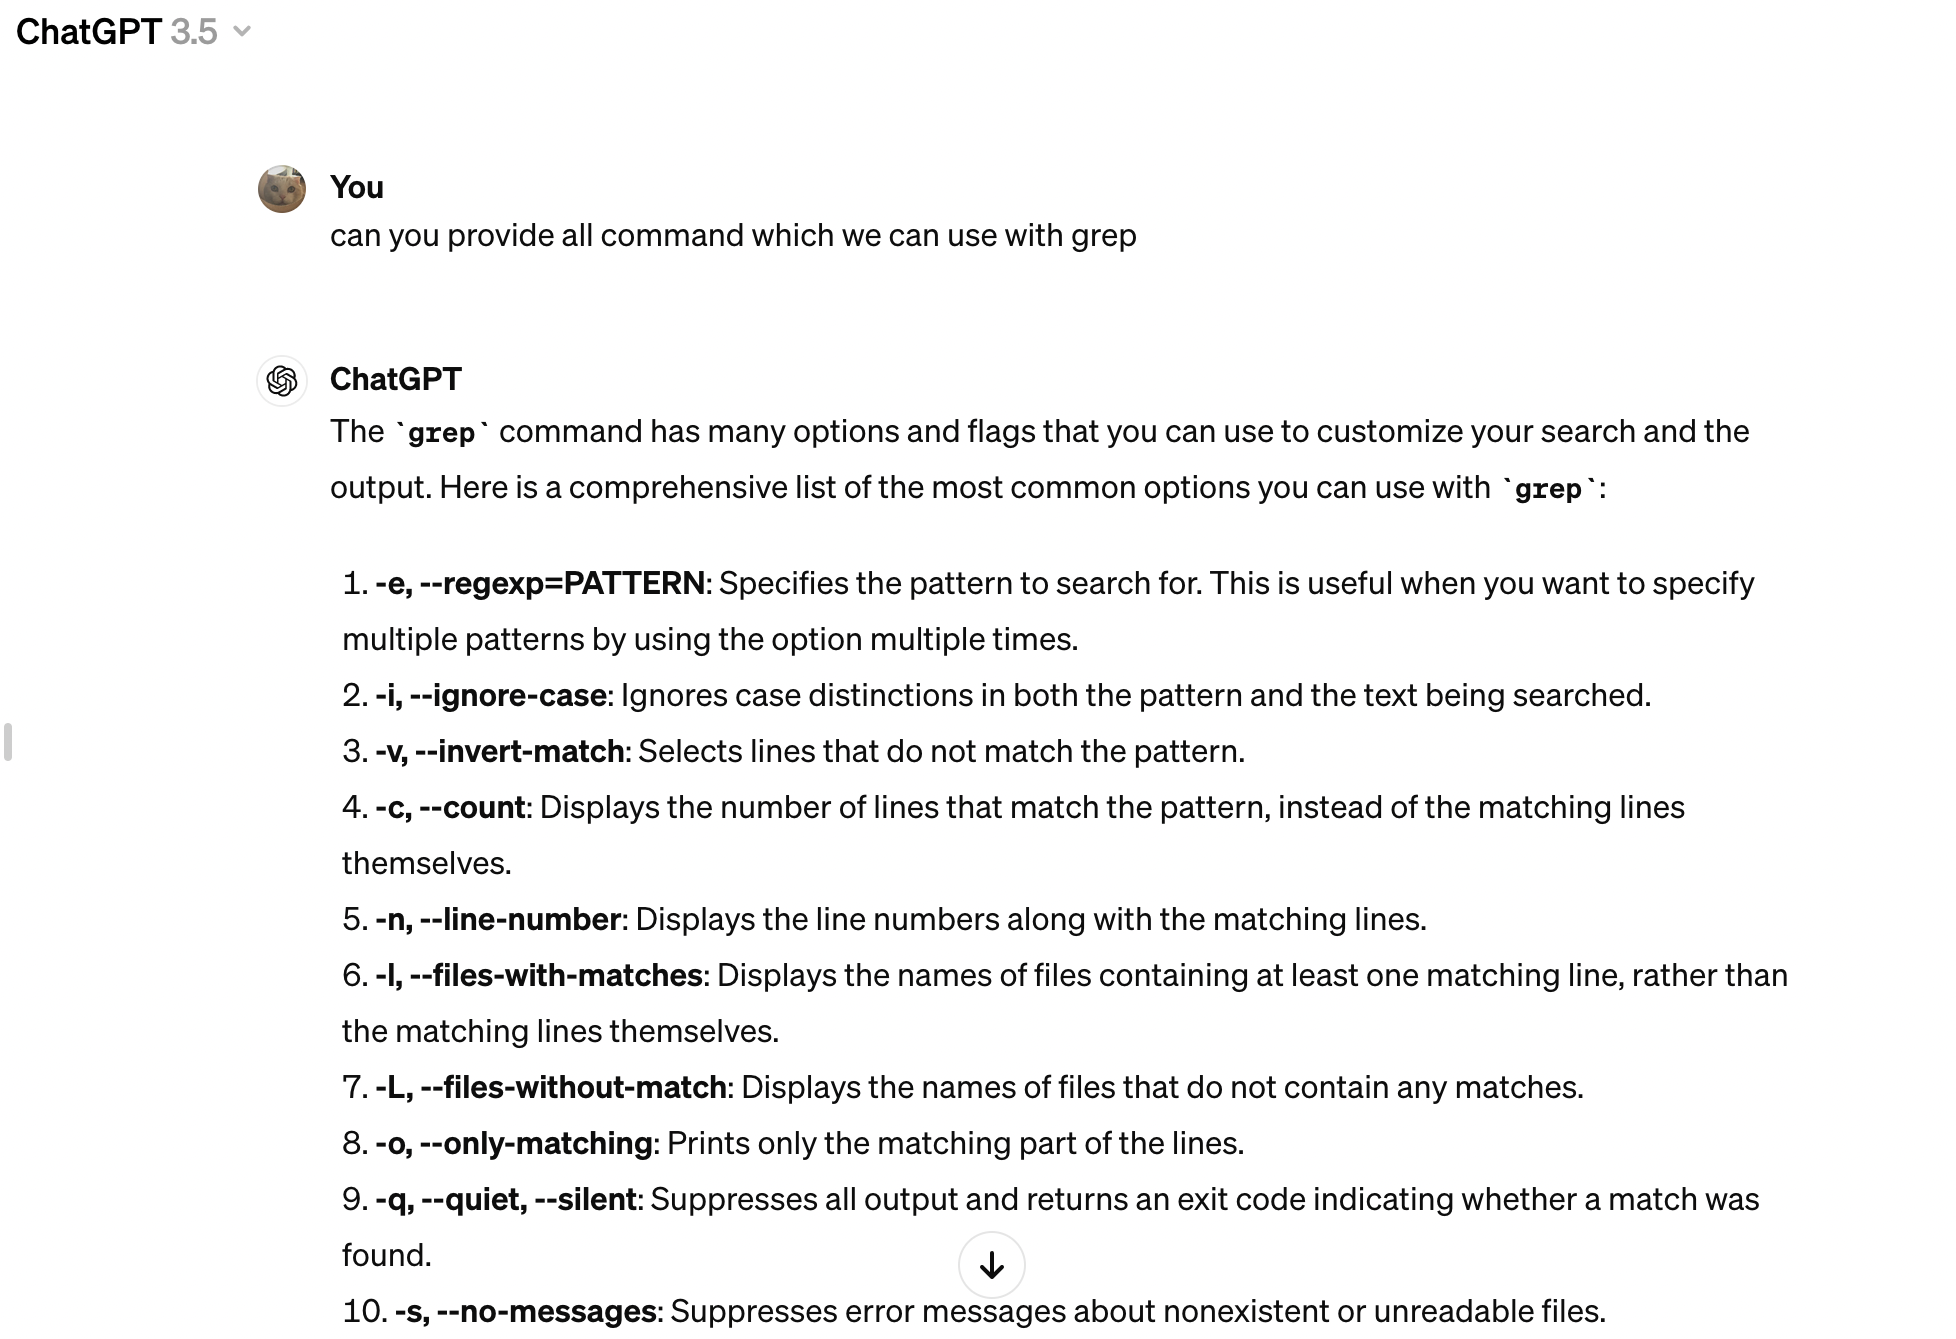 ChatGPT 3.5
You
can you provide all command which we can use with grep
ChatGPT
The `grep` command has many options and flags that you can use to customize your search and the
output. Here is a comprehensive list of the most common options you can use with `grep`:
1. -e, --regexp=PATTERN: Specifies the pattern to search for. This is useful when you want to specify
multiple patterns by using the option multiple times.
2. -i, --ignore-case: Ignores case distinctions in both the pattern and the text being searched.
3. -v, --invert-match: Selects lines that do not match the pattern.
4. -c, --count: Displays the number of lines that match the pattern, instead of the matching lines
themselves.
5. -n, --line-number: Displays the line numbers along with the matching lines.
6. -l, --files-with-matches: Displays the names of files containing at least one matching line, rather than
the matching lines themselves.
7. -L, --files-without-match: Displays the names of files that do not contain any matches.
8. -o, --only-matching: Prints only the matching part of the lines.
9. -q, --quiet, --silent: Suppresses all output and returns an exit code indicating whether a match was
found.
10. -s, --no-messages: Suppresses error messages about nonexistent or unreadable files.